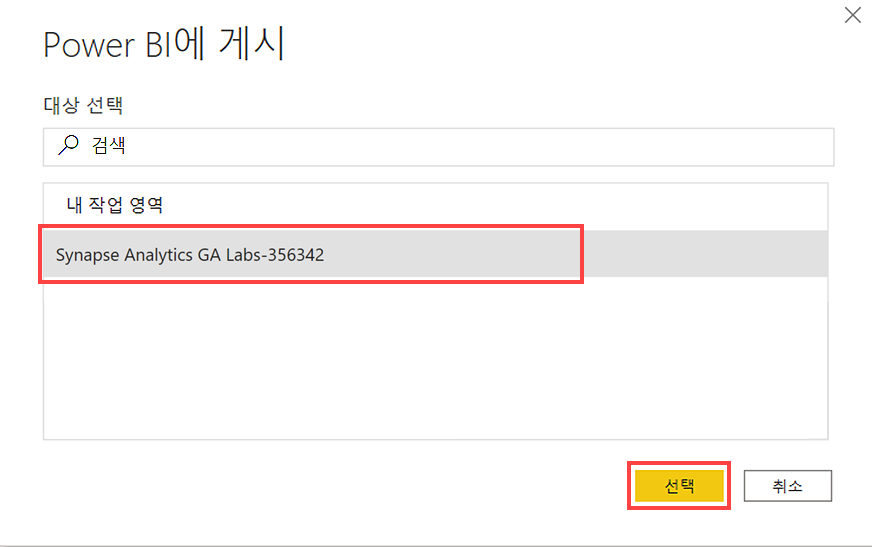 Power BI에 게시
대상 선택
검색
내 작업 영역
Synapse Analytics GA Labs-356342
선택
취소